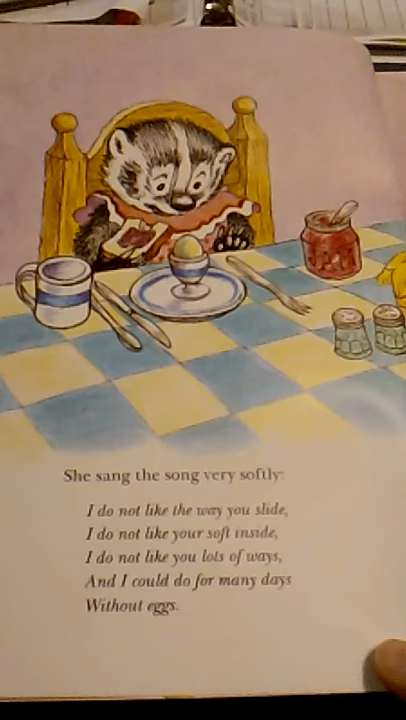 She sang the song very softly:
I do not like the way you slide,
I do not like your soft inside,
I do not like you lots of ways,
And I could do for many days
Without eggs.